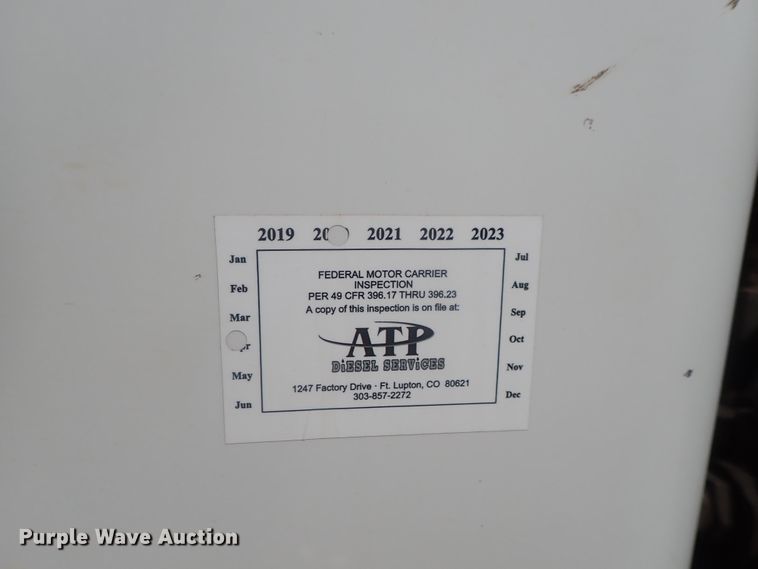 2019 20 2021 2022 2023
Jan
Feb
Mar
r
May
Jun
FEDERAL MOTOR CARRIER
INSPECTION
PER 49 CFR 396.17 THRU 396.23
A copy of this inspection is on file at:
ATP
DiESEL SERViCES
1247 Factory Drive · Ft. Lupton, CO 80621
303-857-2272
Jul
Aug
Sep
Oct
Nov
Dec
Purple Wave Auction